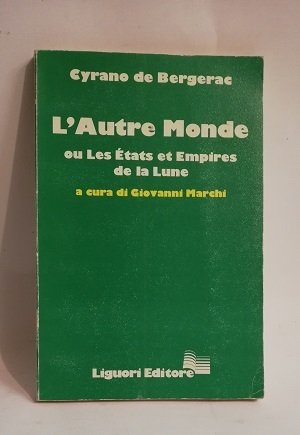 Cyrano de Bergerac
L'Autre Monde
ou Les États et Empires
de la Lune
a cura di Giovanni Marchi
Liguori Editore